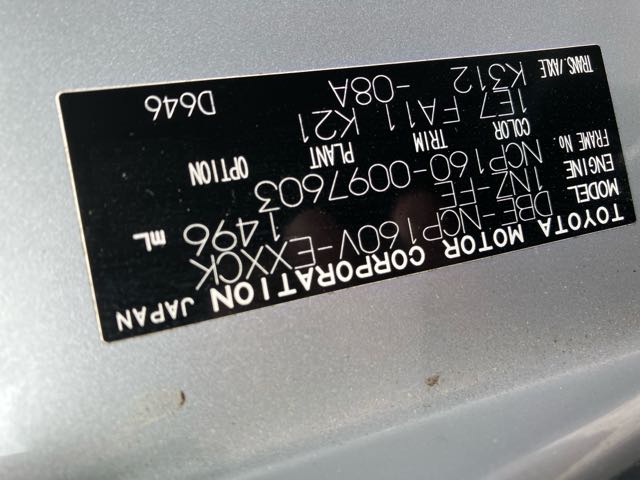 TOYOTA MOTOR CORPORATION JAPAN
MODEL DBE-NCP160V-EXXCK
ENGINE 1NZ-FE 1496 mL
FRAME No. NCP160-0097603
COLOR TRIM PLANT OPTION
1E7 FA11 K21
TRANS./AXLE K312 -08A D646